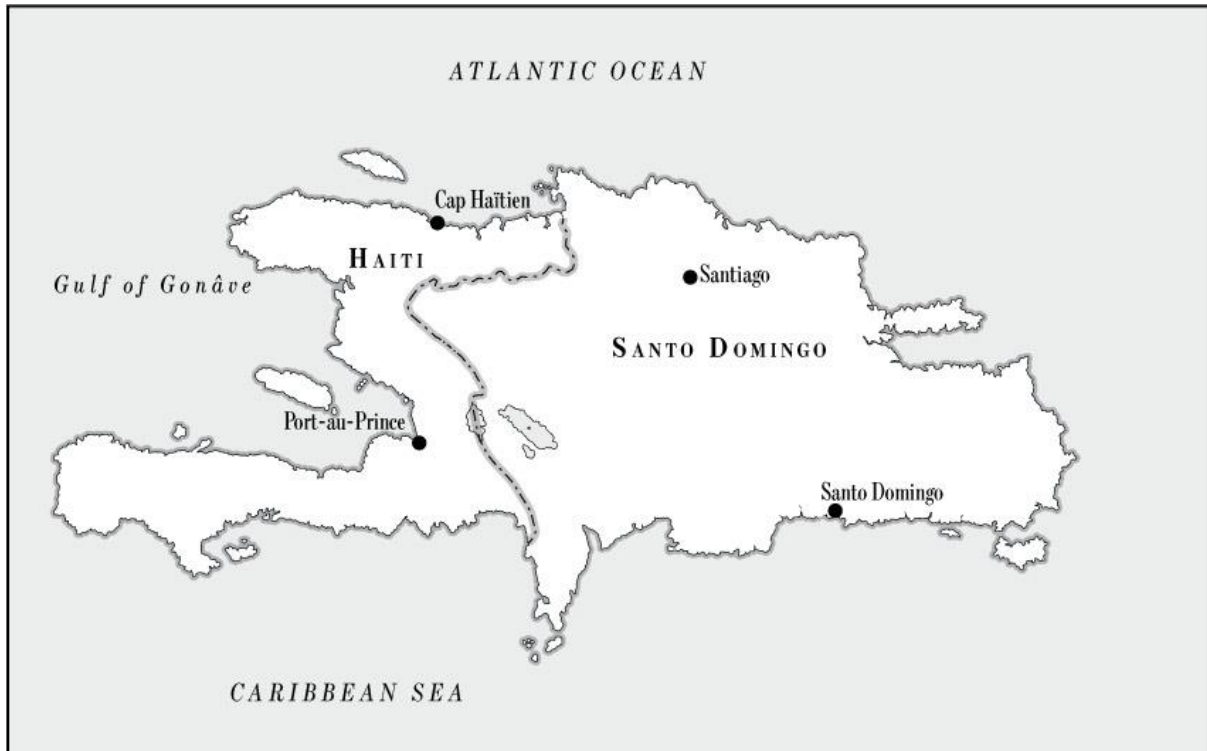 ATLANTIC OCEAN
Cap Haïtien
HAITI
Gulf of Gonâve
Santiago
SANTO DOMINGO
Port-au-Prince
Santo Domingo
CARIBBEAN SEA